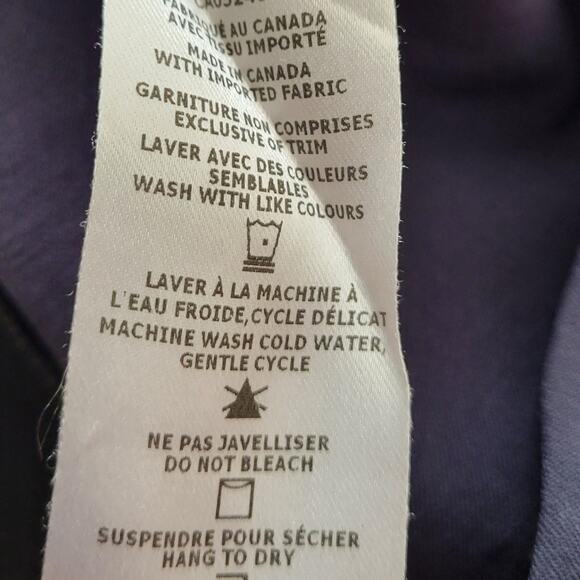 FABRIQUÉ AU CANADA
AVEC TISSU IMPORTÉ
MADE IN CANADA
WITH IMPORTED FABRIC
GARNITURE NON COMPRISES
EXCLUSIVE OF TRIM
LAVER AVEC DES COULEURS
SEMBLABLES
WASH WITH LIKE COLOURS
LAVER À LA MACHINE À
L'EAU FROIDE,CYCLE DÉLICAT
MACHINE WASH COLD WATER,
GENTLE CYCLE
NE PAS JAVELLISER
DO NOT BLEACH
SUSPENDRE POUR SÉCHER
HANG TO DRY